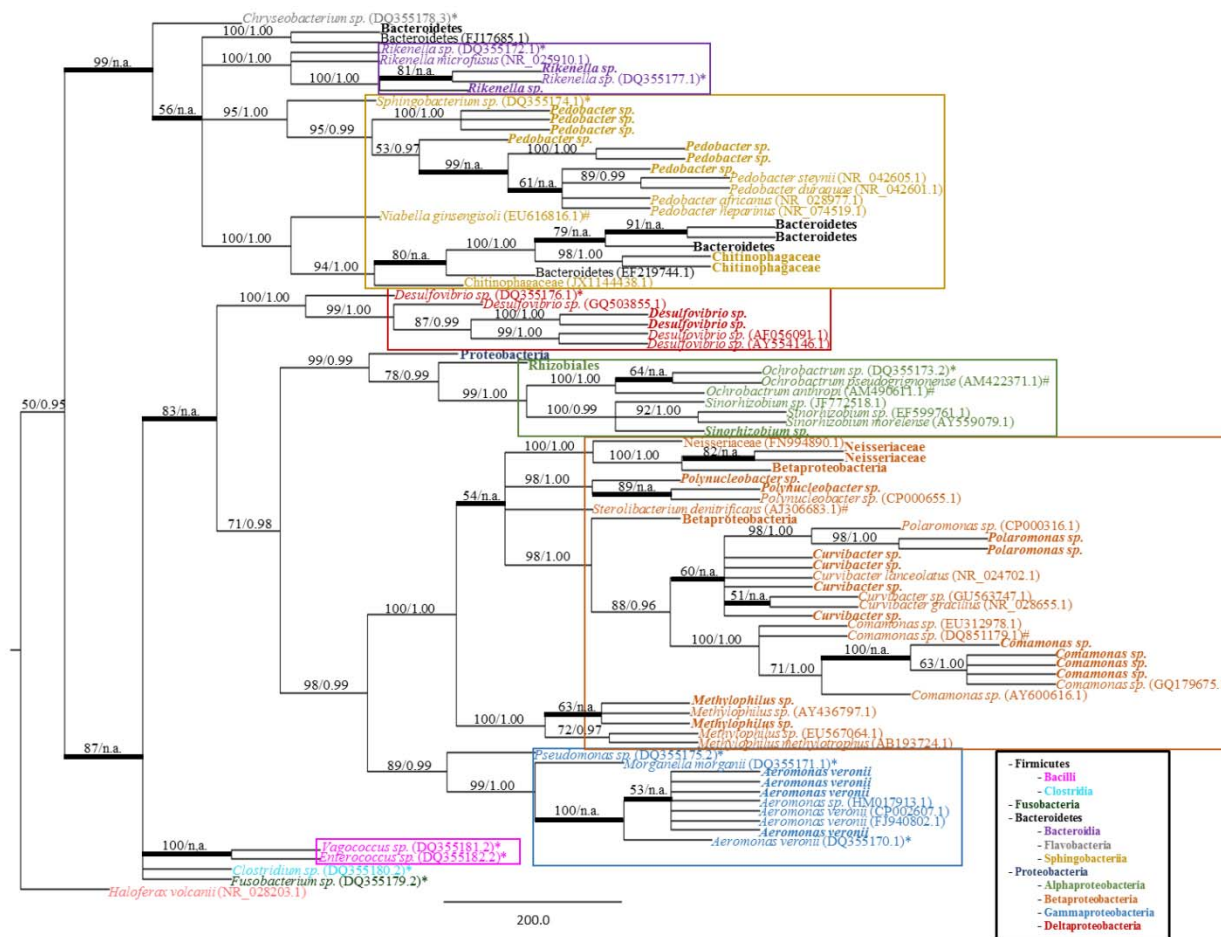 Chryseobacterium sp. (DQ355178.3)*
100/1.00
Bacteroidetes
Bacteroidetes (FJ17685.1)
100/1.00
Rikenella sp. (DQ355172.1)*
Rikenella microfusus (NR_025910.1)
99/n.a.
81/n.a.
Rikenella sp.
100/1.00
Rikenella sp. (DQ355177.1)*
Rikenella sp.
56/n.a.
95/1.00
Sphingobacterium sp. (DQ355174.1)*
Pedobacter sp.
100/1.00
Pedobacter sp.
95/0.99
Pedobacter sp.
Pedobacter sp.
53/0.97
100/1.00
Pedobacter sp.
Pedobacter sp.
99/n.a.
Pedobacter sp.
89/0.99
Pedobacter steynii (NR_042605.1)
61/n.a.
Pedobacter duraquae (NR_042601.1)
Pedobacter africanus (NR_028977.1)
Pedobacter heparinus (NR_074519.1)
Niabella ginsengisoli (EU616816.1)#
91/n.a.
Bacteroidetes
79/n.a.
Bacteroidetes
100/1.00
100/1.00
Bacteroidetes
98/1.00
Chitinophagaceae
80/n.a.
Chitinophagaceae
94/1.00
Bacteroidetes (EF219744.1)
Chitinophagaceae (JX1144438.1)
100/1.00
Desulfovibrio sp. (DQ355176.1)*
Desulfovibrio sp. (GQ503855.1)
99/1.00
100/1.00
Desulfovibrio sp.
87/0.99
Desulfovibrio sp.
99/1.00
Desulfovibrio sp. (AF056091.1)
Desulfovibrio sp. (AY554146.1)
99/0.99
Proteobacteria
78/0.99
Rhizobiales
64/n.a.
Ochrobactrum sp. (DQ355173.2)*
100/1.00
Ochrobactrum pseudogrignonense (AM422371.1)#
99/1.00
Ochrobactrum anthropi (AM490611.1)#
Sinorhizobium sp. (JF772518.1)
50/0.95
83/n.a.
100/0.99
92/1.00
Sinorhizobium sp. (EF599761.1)
Sinorhizobium morelense (AY559079.1)
Sinorhizobium sp.
100/1.00
Neisseriaceae (FN994890.1)
82/n.a.
Neisseriaceae
100/1.00
Neisseriaceae
Betaproteobacteria
98/1.00
Polynucleobacter sp.
54/n.a.
89/n.a.
Polynucleobacter sp.
Polynucleobacter sp. (CP000655.1)
Sterolibacterium denitrificans (AJ306683.1)#
71/0.98
Betaproteobacteria
98/1.00
Polaromonas sp. (CP000316.1)
98/1.00
Polaromonas sp.
98/1.00
Polaromonas sp.
Curvibacter sp.
60/n.a.
Curvibacter sp.
Curvibacter lanceolatus (NR_024702.1)
Curvibacter sp.
51/n.a.
Curvibacter sp. (GU563747.1)
100/1.00
88/0.96
Curvibacter gracilius (NR_028655.1)
Curvibacter sp.
Comamonas sp. (EU312978.1)
100/1.00
Comamonas sp. (DQ851179.1)#
100/n.a.
Comamonas sp.
Comamonas sp.
71/1.00
63/1.00
Comamonas sp.
Comamonas sp.
98/0.99
Comamonas sp. (GQ179675.
Comamonas sp. (AY600616.1)
63/n.a.
Methylophilus sp.
Methylophilus sp. (AY436797.1)
100/1.00
Methylophilus sp.
72/0.97
Methylophilus sp. (EU567064.1)
Methylophilus methylotrophus (AB193724.1)
87/n.a.
Pseudomonas sp. (DQ355175.2)*
89/0.99
Morganella morganii (DQ355171.1)*
Aeromonas veronii
99/1.00
Aeromonas veronii
53/n.a.
Aeromonas veronii
Aeromonas sp. (HM017913.1)
100/n.a.
Aeromonas veronii (CP002607.1)
Aeromonas veronii (FJ940802.1)
Aeromonas veronii
Aeromonas veronii (DQ355170.1)*
100/n.a.
Vagococcus sp. (DQ355181.2)*
Enterococcus sp. (DQ355182.2)*
Clostridium sp. (DQ355180.2)*
Fusobacterium sp. (DQ355179.2)*
Haloferax volcanii (NR_028203.1)
200.0
- Firmicutes
- Bacilli
- Clostridia
- Fusobacteria
- Bacteroidetes
- Bacteroidia
- Flavobacteria
- Sphingobacteriia
- Proteobacteria
- Alphaproteobacteria
- Betaproteobacteria
- Gammaproteobacteria
- Deltaproteobacteria